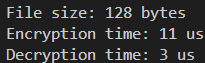 File size: 128 bytes
Encryption time: 11 us
Decryption time: 3 us